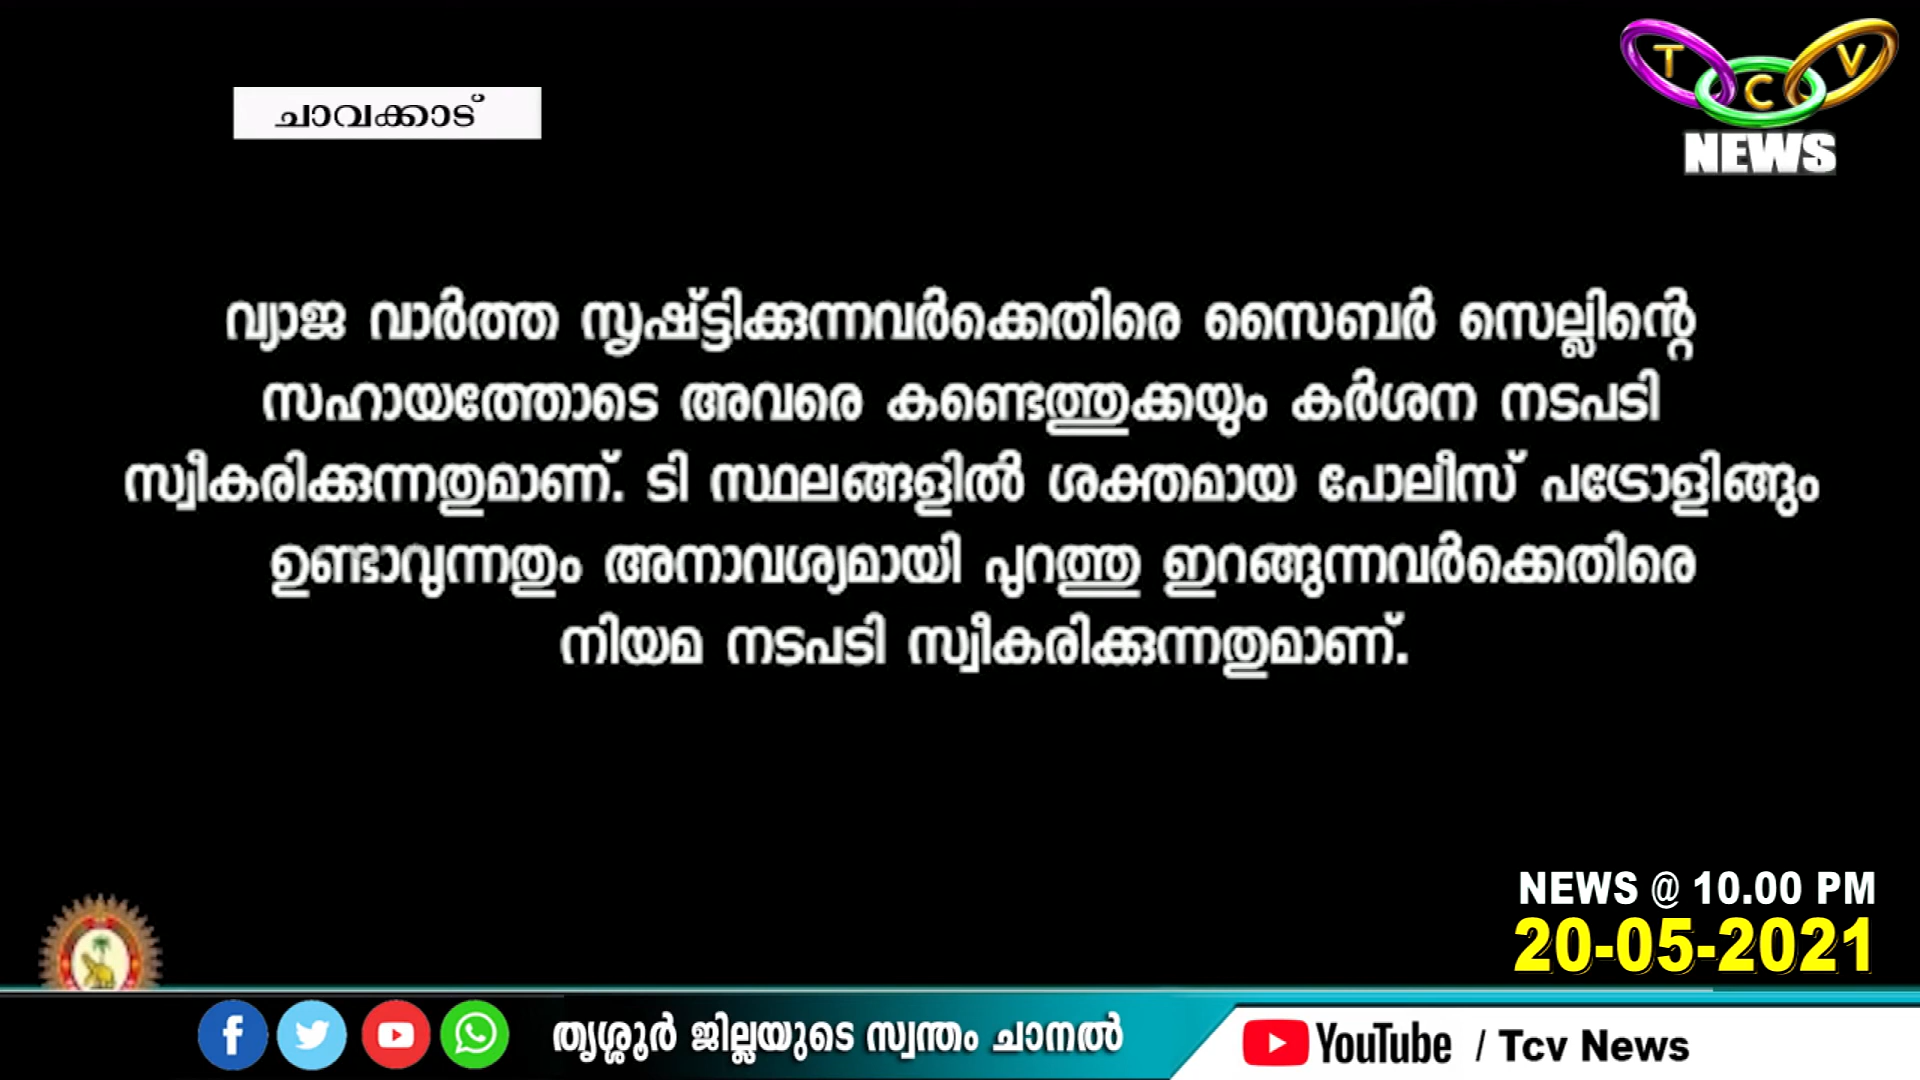 T C V
NEWS
ചാവക്കാട്
വ്യാജ വാർത്ത സൃഷ്ട്ടിക്കുന്നവർക്കെതിരെ സൈബർ സെല്ലിന്റെ
സഹായത്തോടെ അവരെ കണ്ടെത്തുക്കയും കർശന നടപടി
സ്വീകരിക്കുന്നതുമാണ്. ടി സ്ഥലങ്ങളിൽ ശക്തമായ പോലീസ് പട്രോളിങ്ങും
ഉണ്ടാവുന്നതും അനാവശ്യമായി പുറത്തു ഇറങ്ങുന്നവർക്കെതിരെ
നിയമ നടപടി സ്വീകരിക്കുന്നതുമാണ്.
NEWS @ 10.00 PM
20-05-2021
തൃശ്ശൂർ ജില്ലയുടെ സ്വന്തം ചാനൽ
YouTube / Tcv News